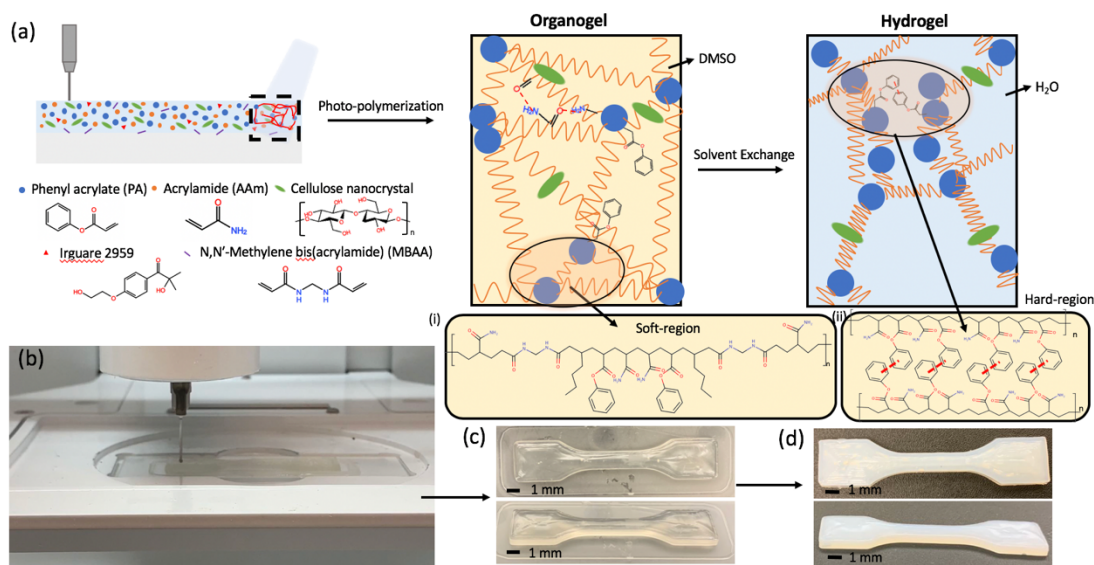 (a)
Organogel
Hydrogel
DMSO
H₂O
Photo-polymerization
Solvent Exchange
Phenyl acrylate (PA) Acrylamide (AAm) Cellulose nanocrystal
Irguare 2959 N,N'-Methylene bis(acrylamide) (MBAA)
Hard-region
(i)
Soft-region
(ii)
(b)
(c)
1 mm
1 mm
(d)
1 mm
1 mm